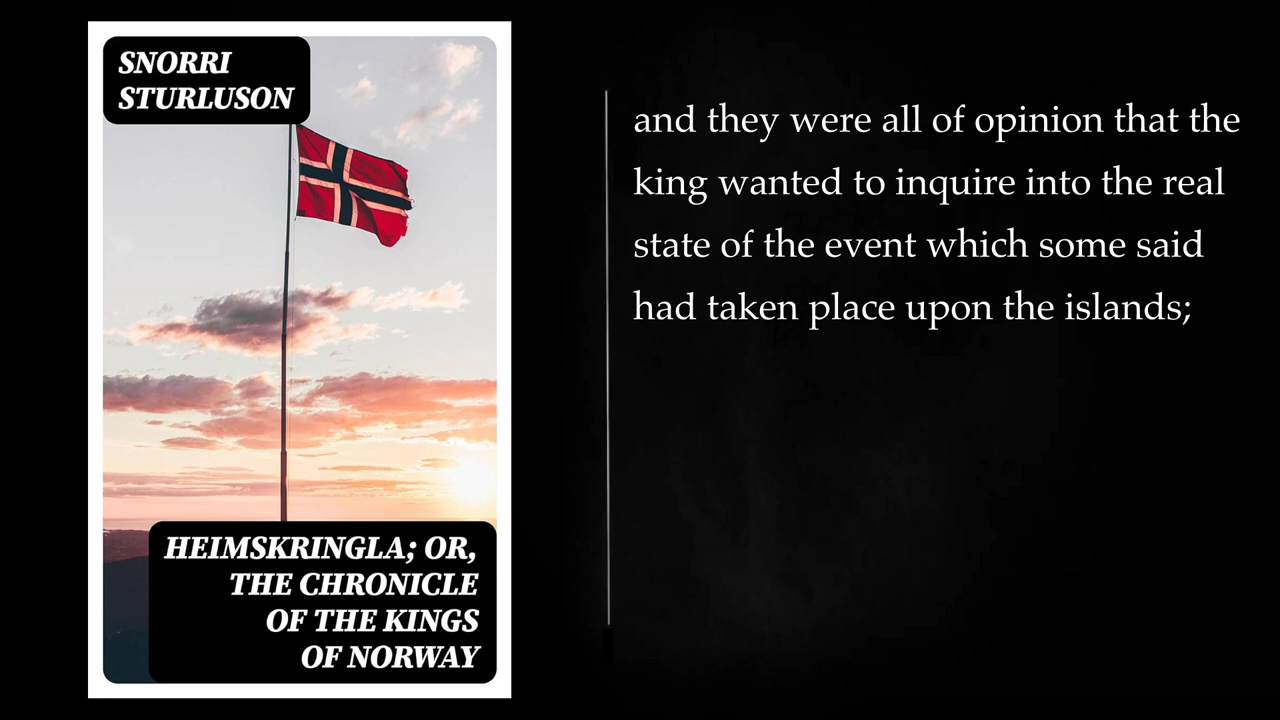 SNORRI
STURLUSON
HEIMSKRINGLA; OR,
THE CHRONICLE
OF THE KINGS
OF NORWAY
and they were all of opinion that the
king wanted to inquire into the real
state of the event which some said
had taken place upon the islands;